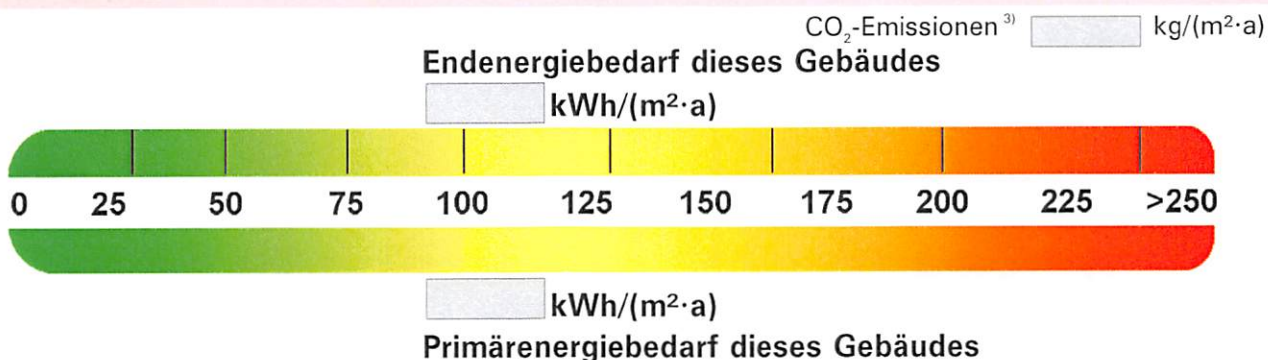 CO₂-Emissionen ³⁾ kg/(m²·a)
Endenergiebedarf dieses Gebäudes
kWh/(m²·a)
0 25 50 75 100 125 150 175 200 225 >250
kWh/(m²·a)
Primärenergiebedarf dieses Gebäudes